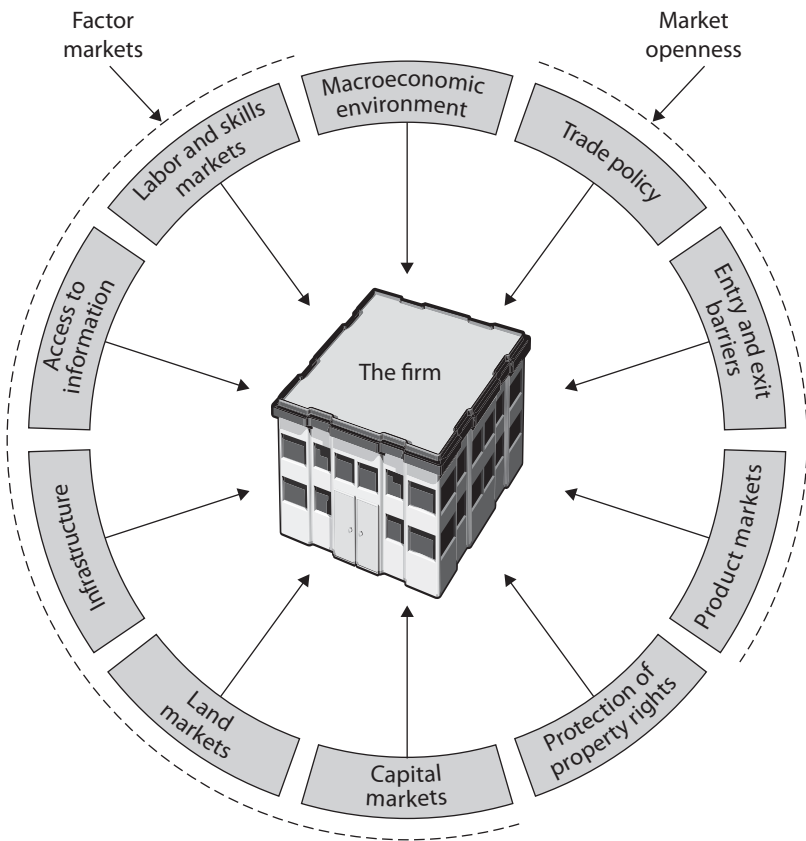 Factor
markets
Market
openness
Macroeconomic
environment
Trade policy
Entry and exit
barriers
Product markets
Protection of
property rights
Capital
markets
Land
markets
Infrastructure
Access to
information
Labor and skills
markets
The firm